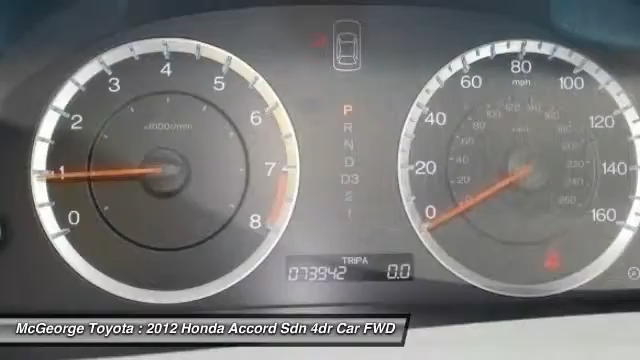 0
1
2
3
4
5
6
7
8
x1000r/min
P
R
N
D
D3
2
1
0
20
40
60
80
100
120
140
160
mph
TRIP A
073942 0.0
McGeorge Toyota : 2012 Honda Accord Sdn 4dr Car FWD